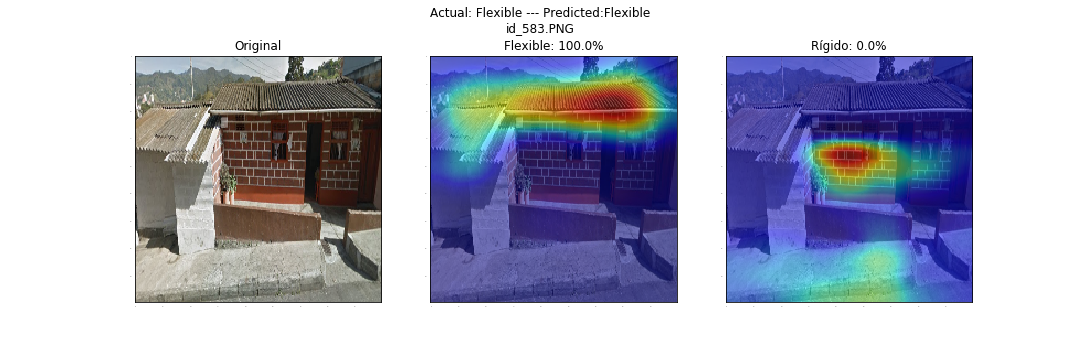 Actual: Flexible --- Predicted:Flexible
id_583.PNG
Original
Flexible: 100.0%
Rígido: 0.0%